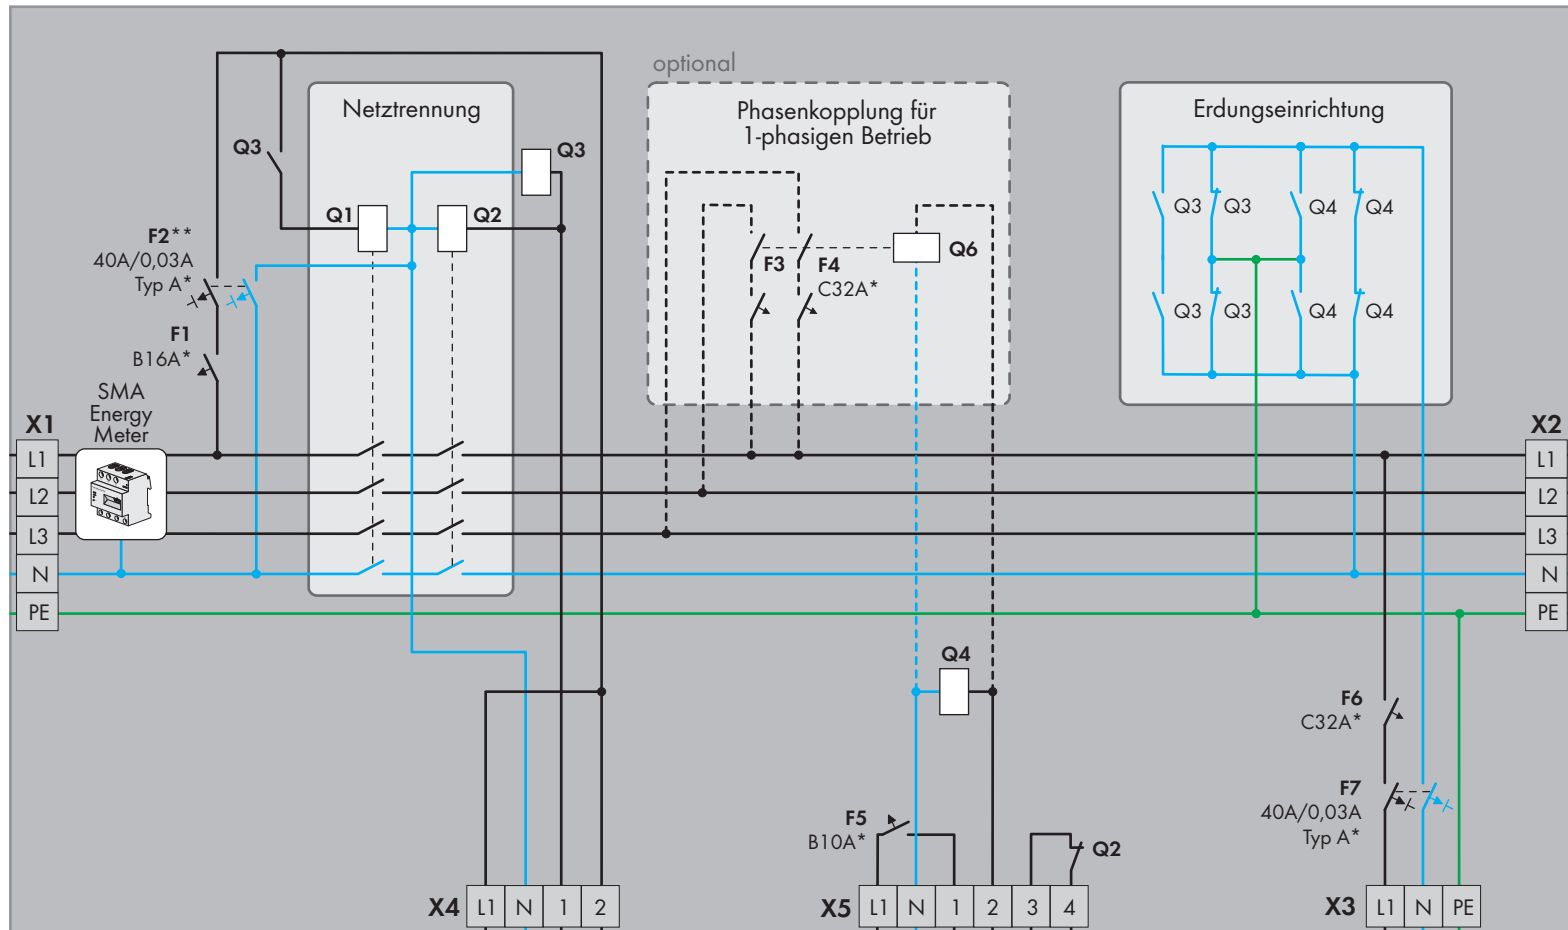 optional
Netztrennung
Phasenkopplung für
1-phasigen Betrieb
Erdungseinrichtung
Q3
Q3
Q1
Q2
Q3
Q3
Q4
Q4
F2**
40A/0,03A
Typ A*
F3
F4
C32A*
Q6
Q3
Q3
Q4
Q4
F1
B16A*
SMA
Energy
Meter
X1
X2
L1
L1
L2
L2
L3
L3
N
N
PE
PE
Q4
F6
C32A*
F7
40A/0,03A
Typ A*
F5
B10A*
Q2
X4 L1 N 1 2
X5 L1 N 1 2 3 4
X3 L1 N PE